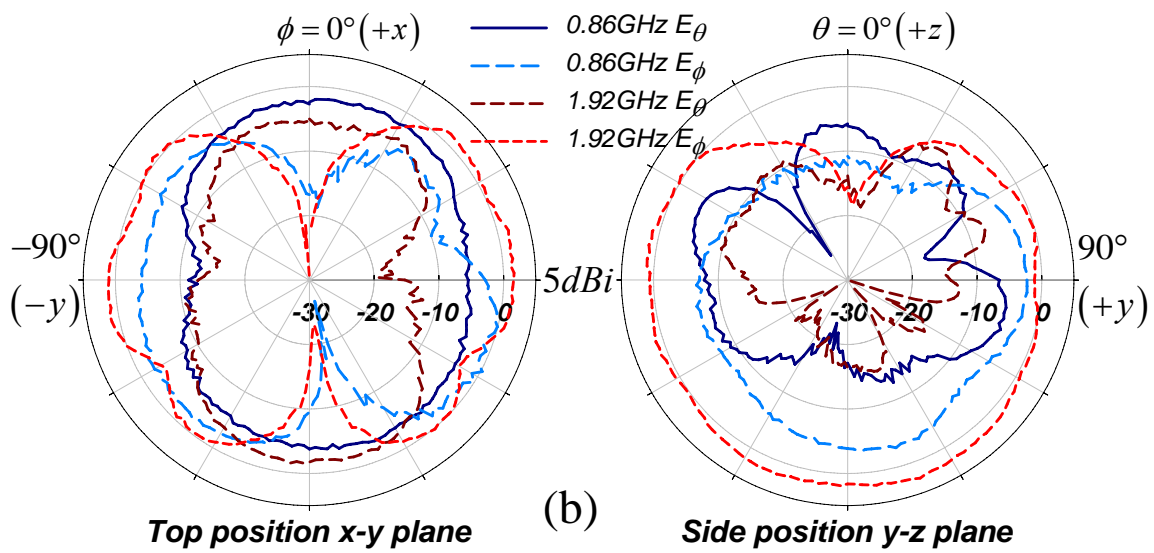 ϕ = 0° (+x)
0.86GHz Eθ
θ = 0° (+z)
0.86GHz Eϕ
1.92GHz Eθ
1.92GHz Eϕ
−90°
(−y)
5dBi
90°
(+y)
-30 -20 -10 0
-30 -20 -10 0
(b)
Top position x-y plane
Side position y-z plane